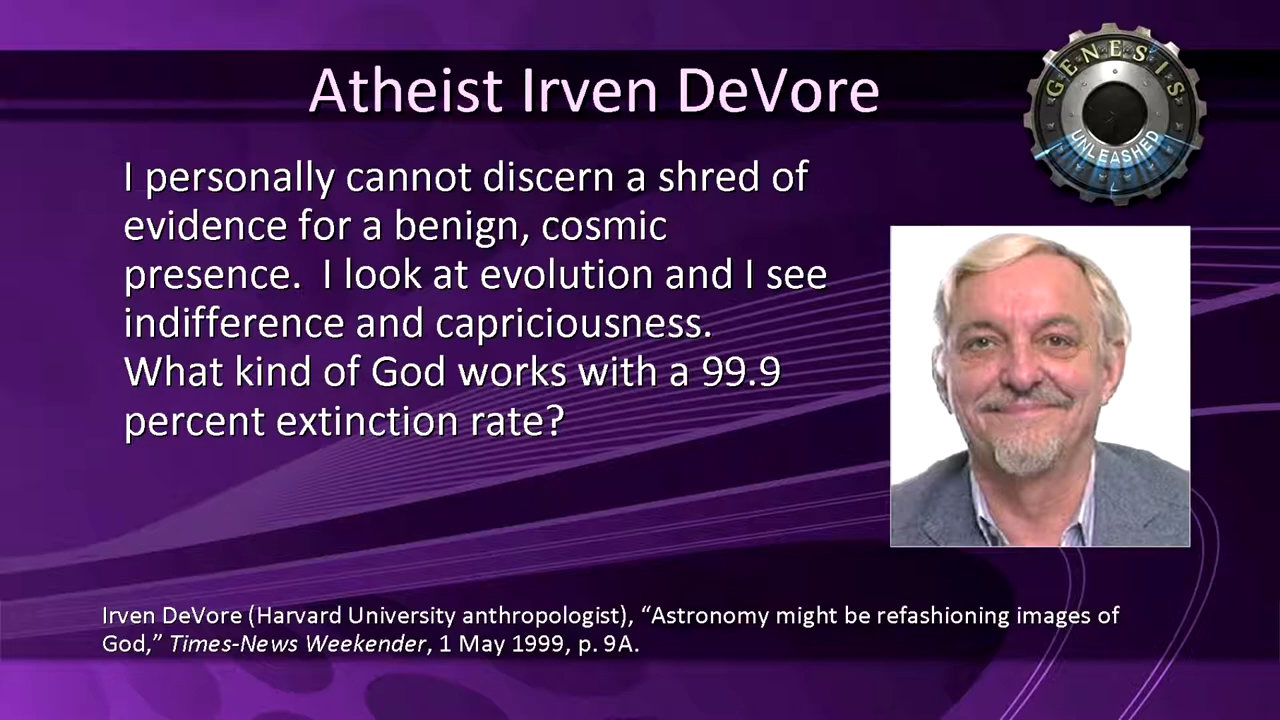 Atheist Irven DeVore
GENESIS
UNLEASHED
I personally cannot discern a shred of
evidence for a benign, cosmic
presence.  I look at evolution and I see
indifference and capriciousness.
What kind of God works with a 99.9
percent extinction rate?
Irven DeVore (Harvard University anthropologist), “Astronomy might be refashioning images of
God,” Times-News Weekender, 1 May 1999, p. 9A.